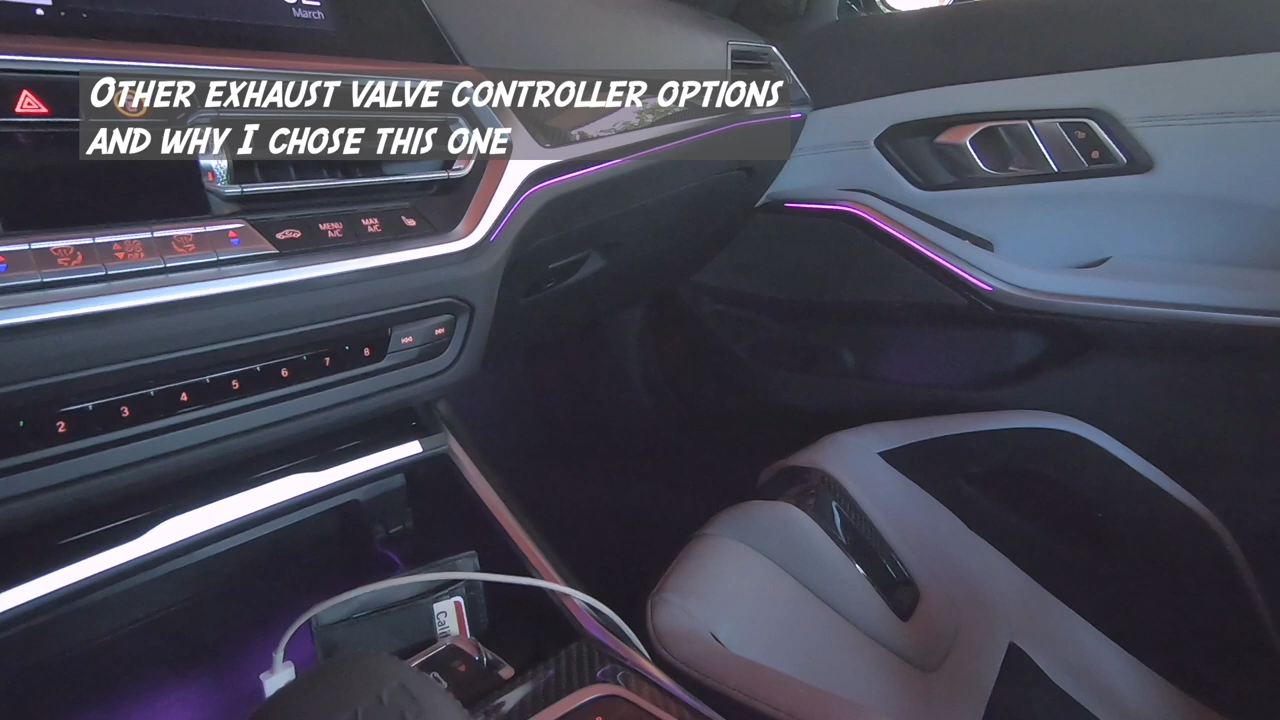 March
OTHER EXHAUST VALVE CONTROLLER OPTIONS
AND WHY I CHOSE THIS ONE
MENU
A/C
MAX
A/C
2 3 4 5 6 7 8